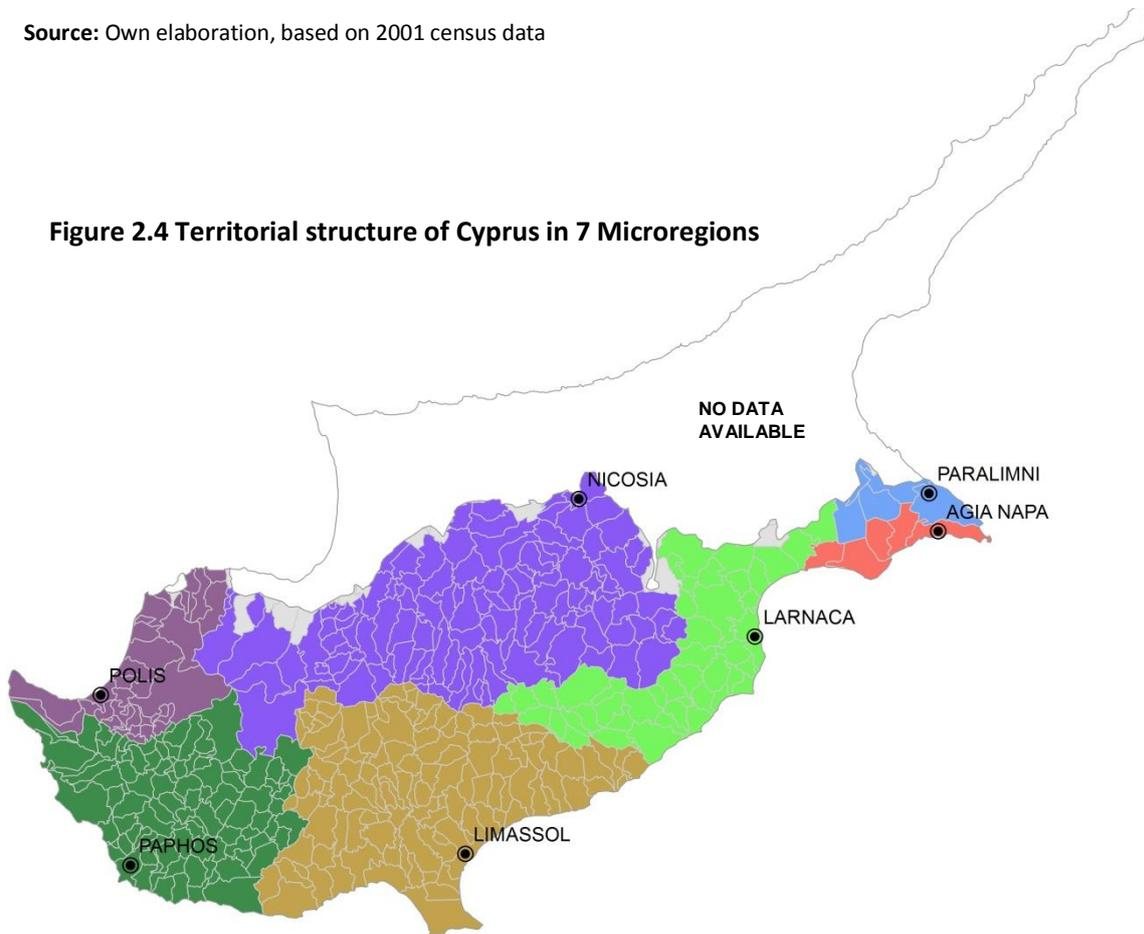 Source: Own elaboration, based on 2001 census data
Figure 2.4 Territorial structure of Cyprus in 7 Microregions
NO DATA
AVAILABLE
NICOSIA
PARALIMNI
AGIA NAPA
LARNACA
POLIS
LIMASSOL
PAPHOS